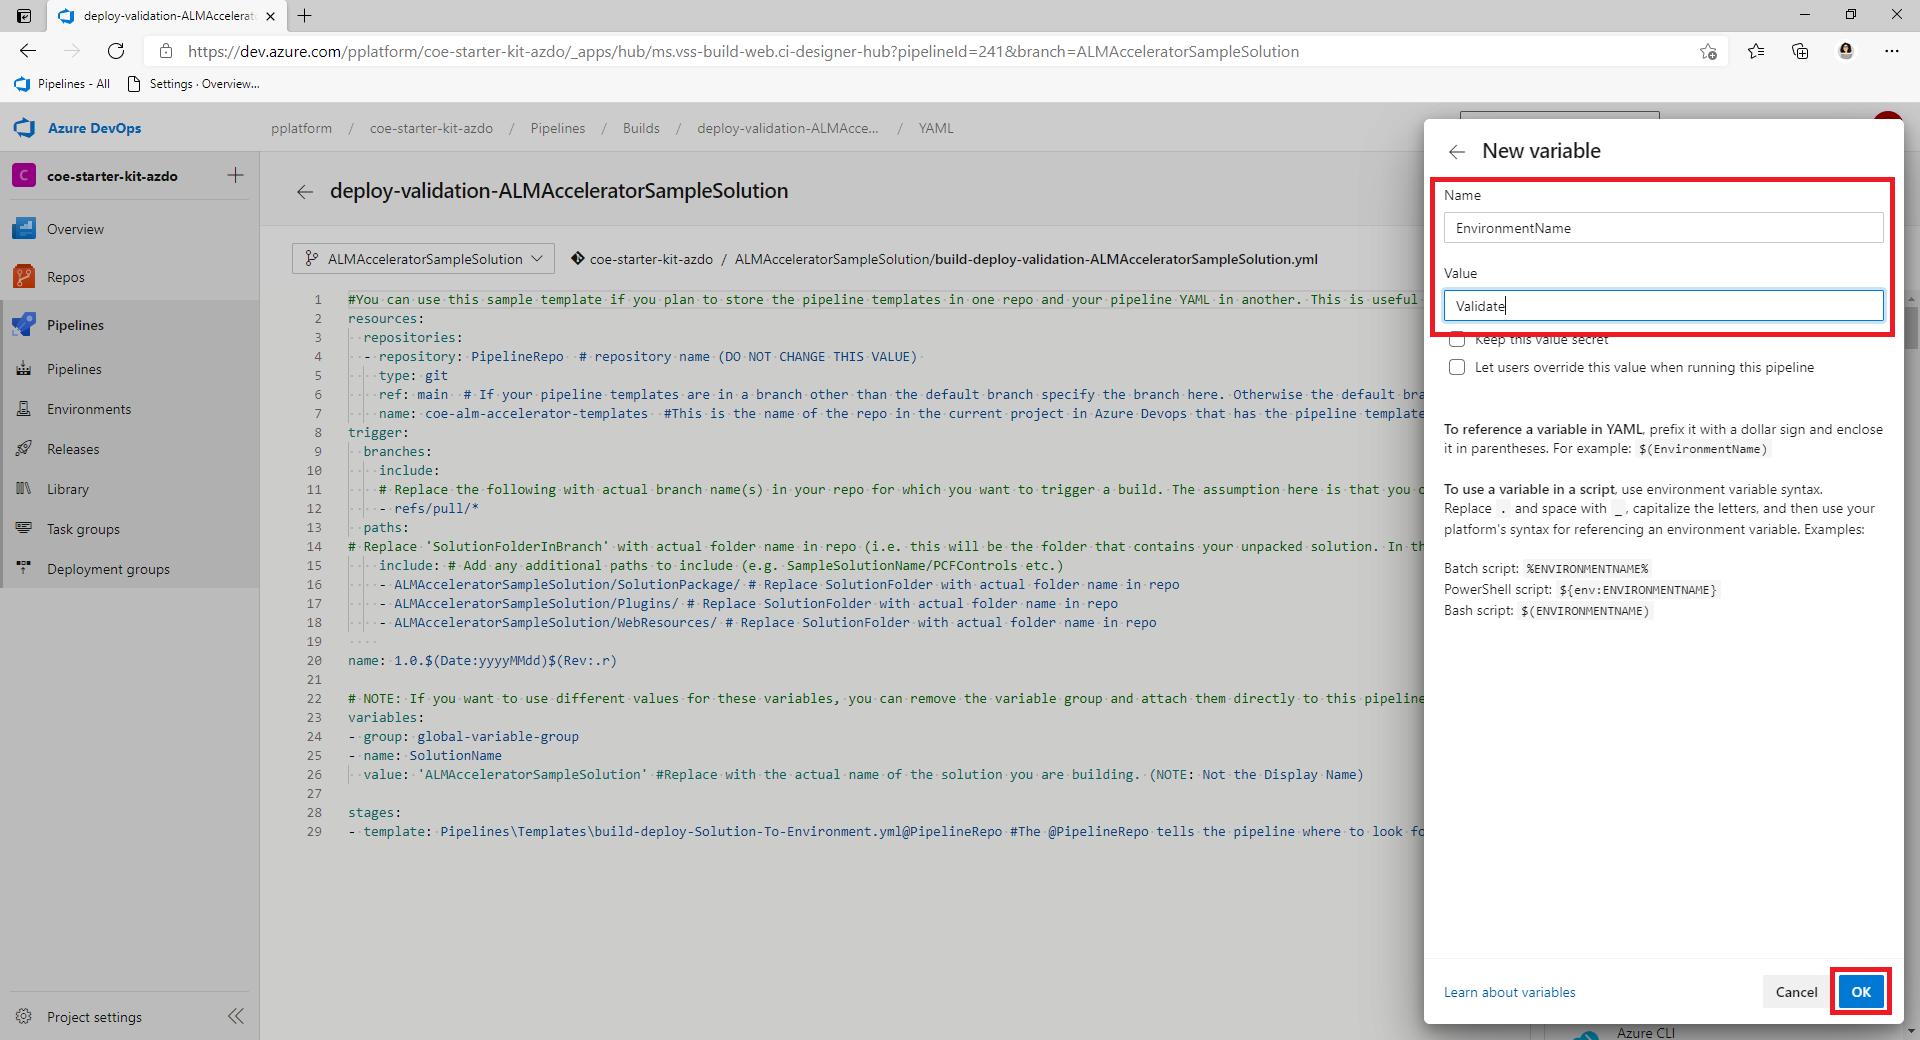 deploy-validation-ALMAccelerat
https://dev.azure.com/pplatform/coe-starter-kit-azdo/_apps/hub/ms.vss-build-web.ci-designer-hub?pipelineId=241&branch=ALMAcceleratorSampleSolution
Pipelines - All
Settings · Overview...
Azure DevOps
pplatform / coe-starter-kit-azdo / Pipelines / Builds / deploy-validation-ALMAcce... / YAML
C coe-starter-kit-azdo
Overview
Repos
Pipelines
Pipelines
Environments
Releases
Library
Task groups
Deployment groups
Project settings
deploy-validation-ALMAcceleratorSampleSolution
ALMAcceleratorSampleSolution
coe-starter-kit-azdo / ALMAcceleratorSampleSolution/build-deploy-validation-ALMAcceleratorSampleSolution.yml
1 #You can use this sample template if you plan to store the pipeline templates in one repo and your pipeline YAML in another. This is useful
2 resources:
3 repositories:
4 - repository: PipelineRepo # repository name (DO NOT CHANGE THIS VALUE)
5 type: git
6 ref: main # If your pipeline templates are in a branch other than the default branch specify the branch here. Otherwise the default bra
7 name: coe-alm-accelerator-templates #This is the name of the repo in the current project in Azure Devops that has the pipeline template
8 trigger:
9 branches:
10 include:
11 # Replace the following with actual branch name(s) in your repo for which you want to trigger a build. The assumption here is that you
12 - refs/pull/*
13 paths:
14 # Replace 'SolutionFolderInBranch' with actual folder name in repo (i.e. this will be the folder that contains your unpacked solution. In th
15 include: # Add any additional paths to include (e.g. SampleSolutionName/PCFControls etc.)
16 - ALMAcceleratorSampleSolution/SolutionPackage/ # Replace SolutionFolder with actual folder name in repo
17 - ALMAcceleratorSampleSolution/Plugins/ # Replace SolutionFolder with actual folder name in repo
18 - ALMAcceleratorSampleSolution/WebResources/ # Replace SolutionFolder with actual folder name in repo
19
20 name: 1.0.$(Date:yyyyMMdd)$(Rev:.r)
21
22 # NOTE: If you want to use different values for these variables, you can remove the variable group and attach them directly to this pipeline
23 variables:
24 - group: global-variable-group
25 - name: SolutionName
26 value: 'ALMAcceleratorSampleSolution' #Replace with the actual name of the solution you are building. (NOTE: Not the Display Name)
27
28 stages:
29 - template: Pipelines\Templates\build-deploy-Solution-To-Environment.yml@PipelineRepo #The @PipelineRepo tells the pipeline where to look fo
New variable
Name
EnvironmentName
Value
Validate
Keep this value secret
Let users override this value when running this pipeline
To reference a variable in YAML, prefix it with a dollar sign and enclose
it in parentheses. For example: $(EnvironmentName)
To use a variable in a script, use environment variable syntax.
Replace . and space with _, capitalize the letters, and then use your
platform's syntax for referencing an environment variable. Examples:
Batch script: %ENVIRONMENTNAME%
PowerShell script: ${env:ENVIRONMENTNAME}
Bash script: $(ENVIRONMENTNAME)
Learn about variables
Cancel
OK
Azure CLI